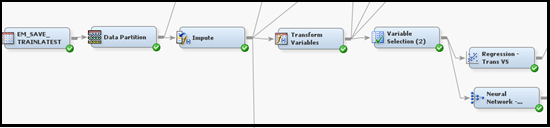 EM_SAVE_
TRAINLATEST
Data Partition
Impute
Transform
Variables
Variable
Selection (2)
Regression -
Trans VS
Neural
Network -...